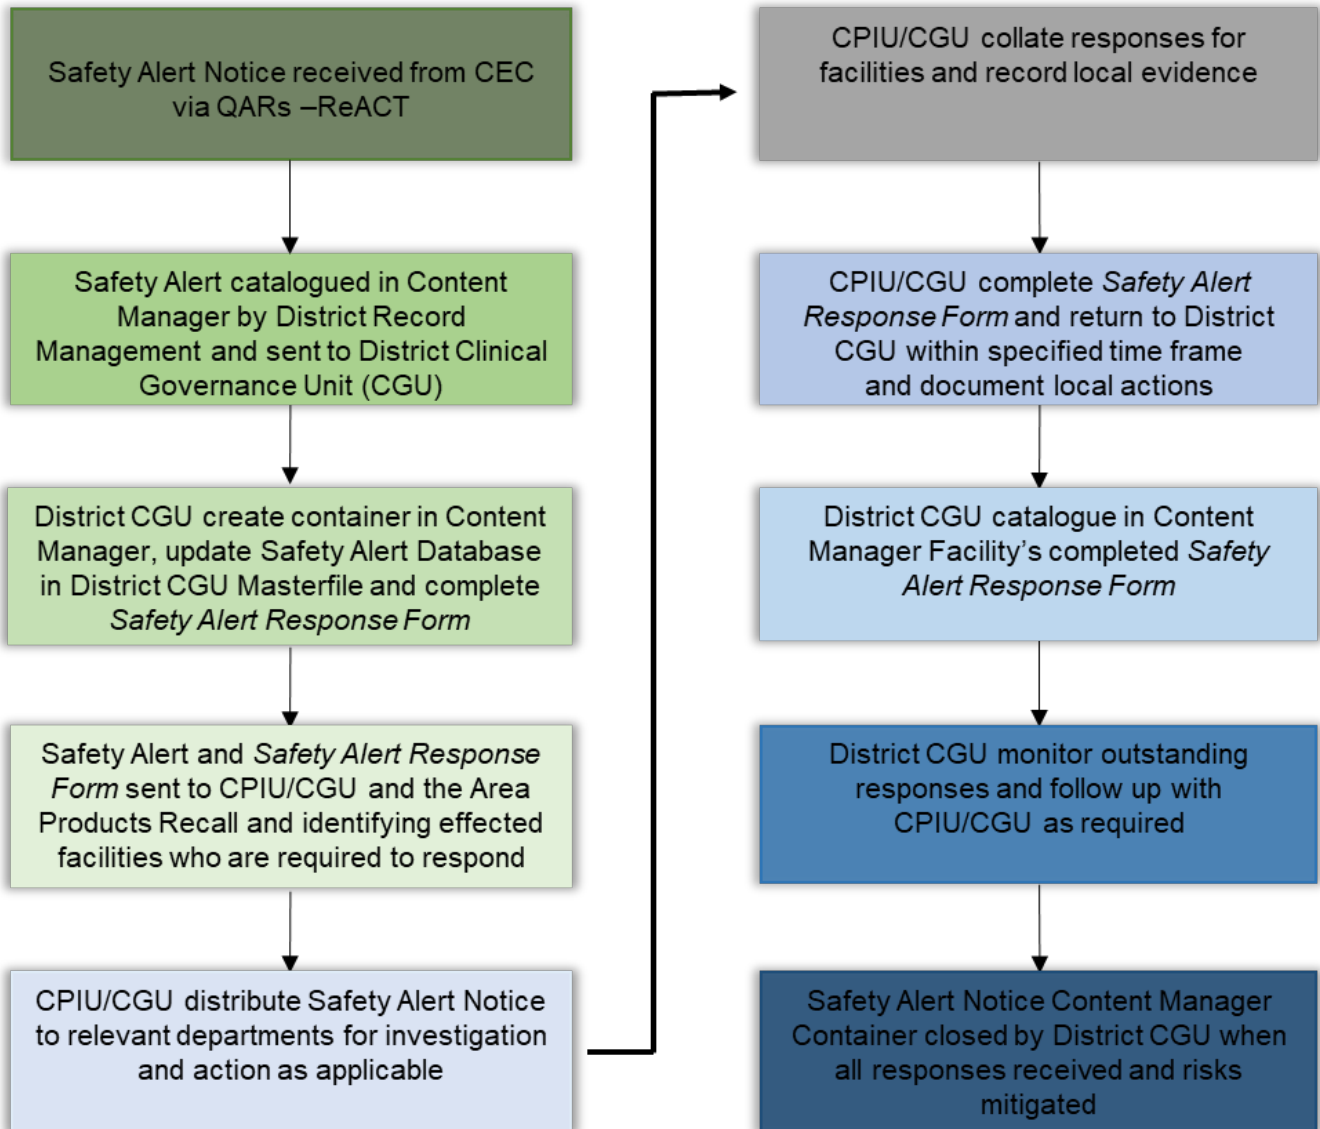 Safety Alert Notice received from CEC
via QARs –ReACT
Safety Alert catalogued in Content
Manager by District Record
Management and sent to District Clinical
Governance Unit (CGU)
District CGU create container in Content
Manager, update Safety Alert Database
in District CGU Masterfile and complete
Safety Alert Response Form
Safety Alert and Safety Alert Response
Form sent to CPIU/CGU and the Area
Products Recall and identifying effected
facilities who are required to respond
CPIU/CGU distribute Safety Alert Notice
to relevant departments for investigation
and action as applicable
CPIU/CGU collate responses for
facilities and record local evidence
CPIU/CGU complete Safety Alert
Response Form and return to District
CGU within specified time frame
and document local actions
District CGU catalogue in Content
Manager Facility’s completed Safety
Alert Response Form
District CGU monitor outstanding
responses and follow up with
CPIU/CGU as required
Safety Alert Notice Content Manager
Container closed by District CGU when
all responses received and risks
mitigated